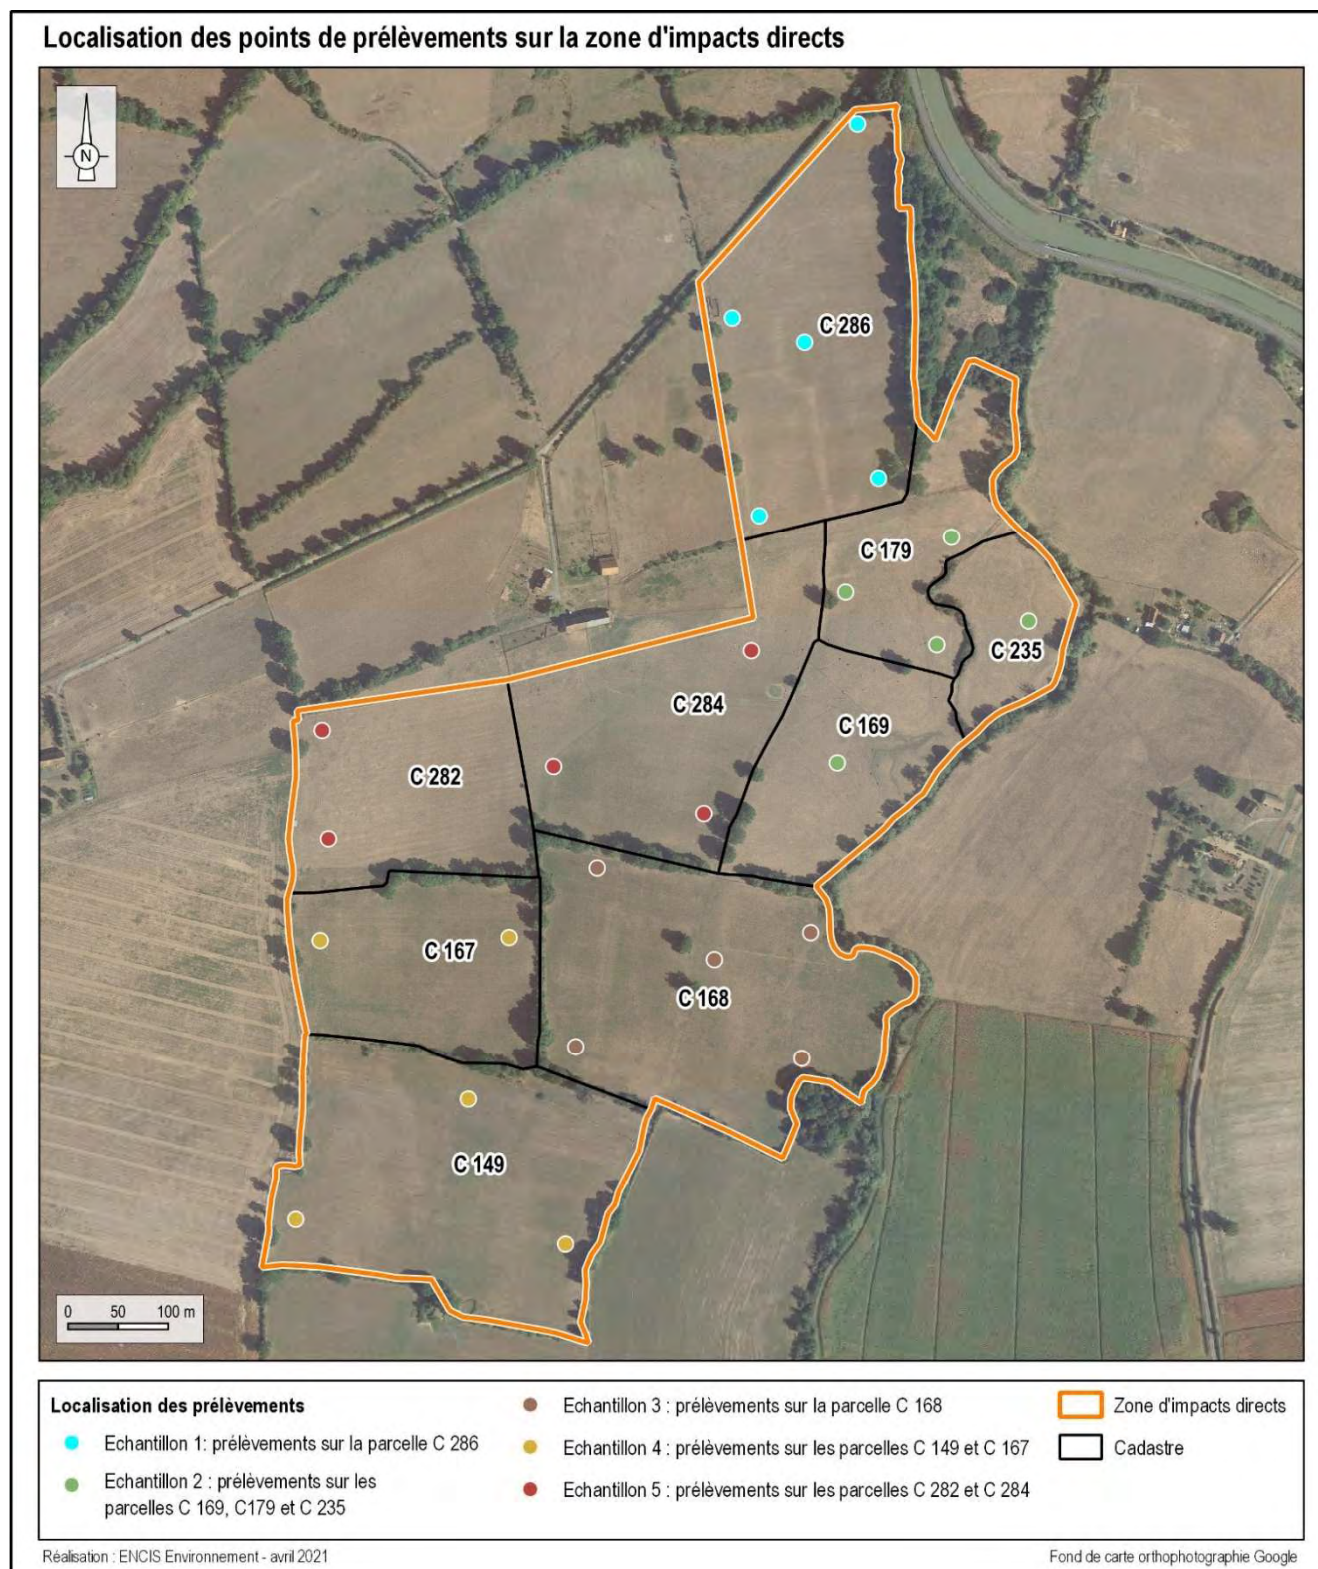 Localisation des points de prélèvements sur la zone d'impacts directs
N
C 286
C 179
C 235
C 284
C 169
C 282
C 167
C 168
C 149
0 50 100 m
Localisation des prélèvements
Echantillon 1: prélèvements sur la parcelle C 286
Echantillon 2 : prélèvements sur les
parcelles C 169, C179 et C 235
Echantillon 3 : prélèvements sur la parcelle C 168
Echantillon 4 : prélèvements sur les parcelles C 149 et C 167
Echantillon 5 : prélèvements sur les parcelles C 282 et C 284
Zone d'impacts directs
Cadastre
Réalisation : ENCIS Environnement - avril 2021
Fond de carte orthophotographie Google